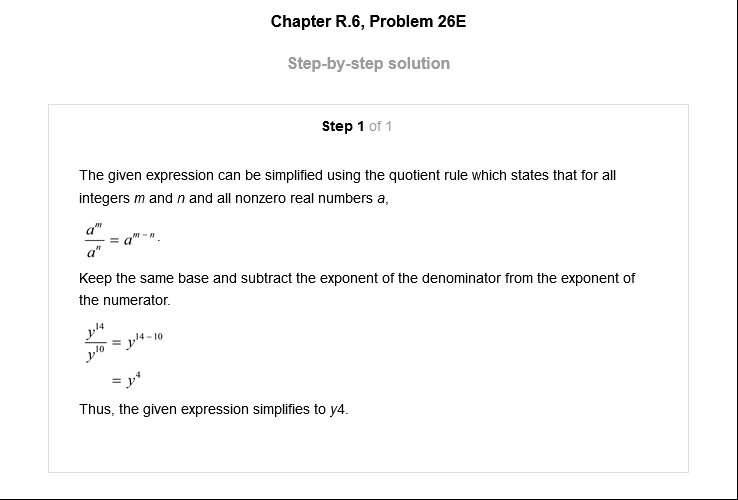 Chapter R.6, Problem 26E
Step-by-step solution
Step 1 of 1
The given expression can be simplified using the quotient rule which states that for all
integers m and n and all nonzero real numbers a,
a^m/a^n = a^(m−n).
Keep the same base and subtract the exponent of the denominator from the exponent of
the numerator.
y^14/y^10 = y^(14−10)
= y^4
Thus, the given expression simplifies to y4.